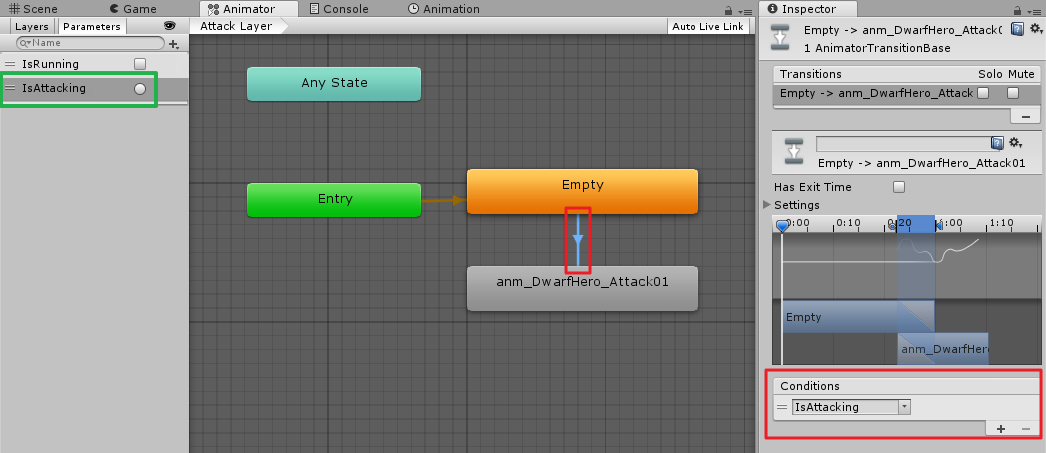 Scene
Game
Animator
Console
Animation
Layers
Parameters
Name
IsRunning
IsAttacking
Attack Layer
Auto Live Link
Any State
Entry
Empty
anm_DwarfHero_Attack01
Inspector
Empty -> anm_DwarfHero_Attack0
1 AnimatorTransitionBase
Transitions Solo Mute
Empty -> anm_DwarfHero_Attack
Empty -> anm_DwarfHero_Attack01
Has Exit Time
Settings
0:00 0:10 0:20 1:00 1:10
Empty
anm_DwarfHer
Conditions
IsAttacking